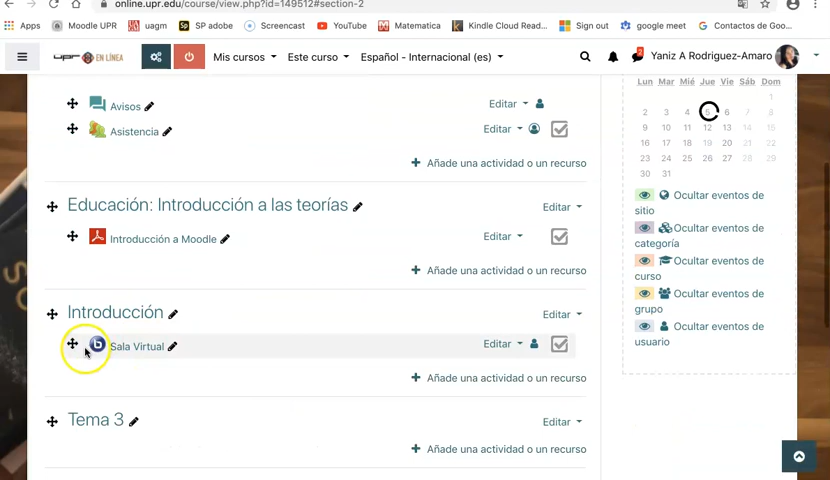 online.upr.edu/course/view.php?id=149512#section-2
Apps Moodle UPR uagm SP adobe Screencast YouTube Matematica Kindle Cloud Read... Sign out google meet Contactos de Goo...
upr EN LÍNEA Mis cursos Este curso Español - Internacional (es) Yaniz A Rodriguez-Amaro
Lun Mar Mié Jue Vie Sáb Dom
1
2 3 4 5 6 7 8
9 10 11 12 13 14 15
16 17 18 19 20 21 22
23 24 25 26 27 28 29
30 31
Avisos Editar
Asistencia Editar
Añade una actividad o un recurso
Educación: Introducción a las teorías Editar
Introducción a Moodle Editar
Añade una actividad o un recurso
Introducción Editar
Sala Virtual Editar
Añade una actividad o un recurso
Tema 3 Editar
Añade una actividad o un recurso
Ocultar eventos de
sitio
Ocultar eventos de
categoría
Ocultar eventos de
curso
Ocultar eventos de
grupo
Ocultar eventos de
usuario